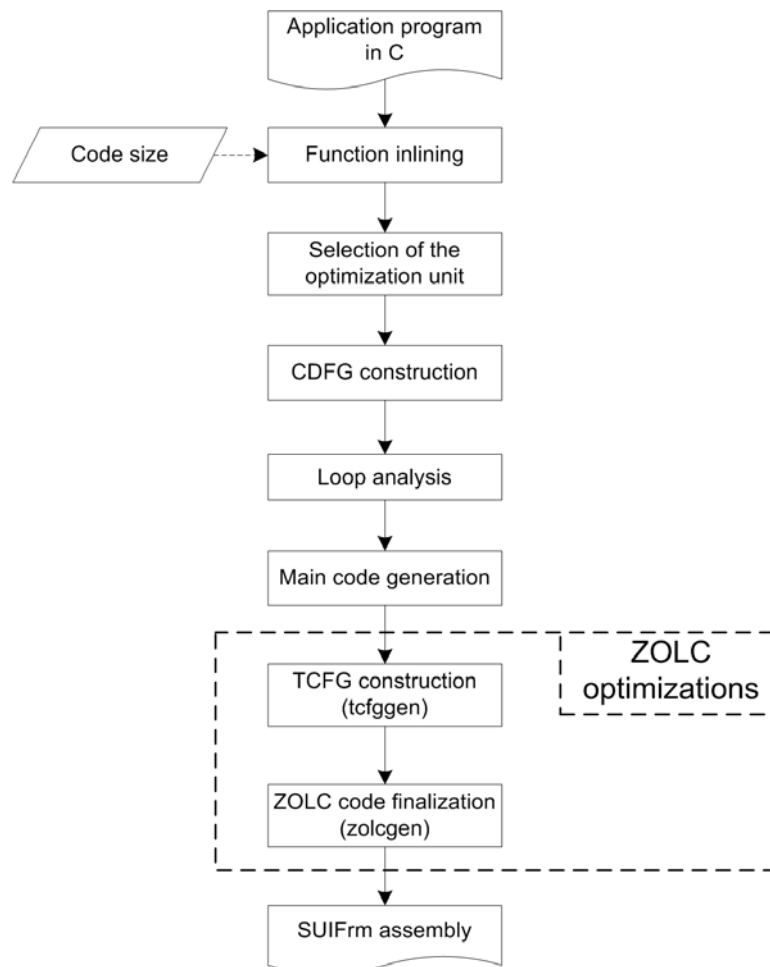 Application program
in C
Code size
Function inlining
Selection of the
optimization unit
CDFG construction
Loop analysis
Main code generation
ZOLC
optimizations
TCFG construction
(tcfggen)
ZOLC code finalization
(zolcgen)
SUIFrm assembly